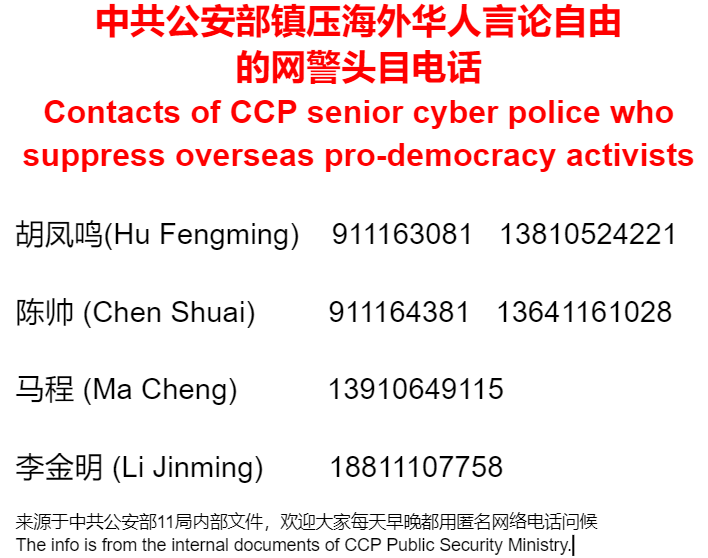 中共公安部镇压海外华人言论自由
的网警头目电话
Contacts of CCP senior cyber police who
suppress overseas pro-democracy activists
胡凤鸣(Hu Fengming) 911163081 13810524221
陈帅 (Chen Shuai) 911164381 13641161028
马程 (Ma Cheng) 13910649115
李金明 (Li Jinming) 18811107758
来源于中共公安部11局内部文件，欢迎大家每天早晚都用匿名网络电话问候
The info is from the internal documents of CCP Public Security Ministry.